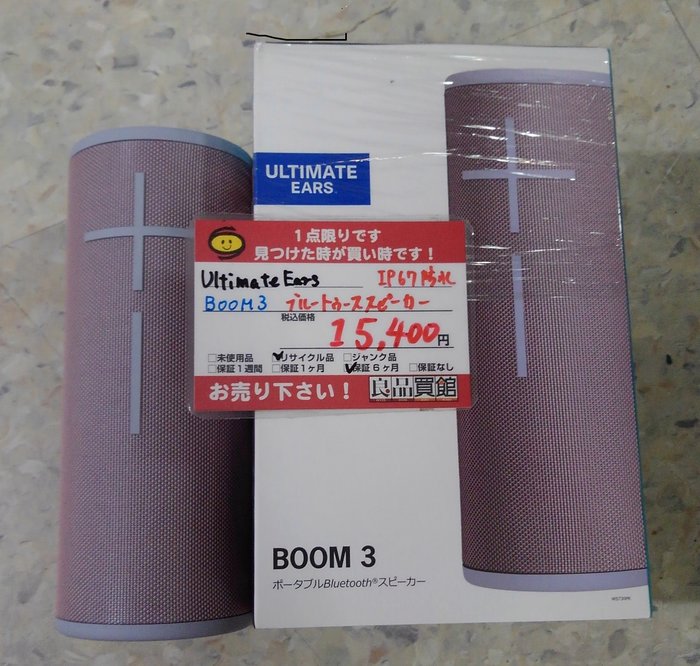 ULTIMATE
EARS
1点限りです
見つけた時が買い時です！
Ultimate Ears IP67防水
BOOM3 ブルートゥーススピーカー
税込価格
15,400円
未使用品 リサイクル品 ジャンク品
保証1週間 保証1ヶ月 保証6ヶ月 保証なし
お売り下さい！ 良品買館
BOOM 3
ポータブルBluetooth®スピーカー